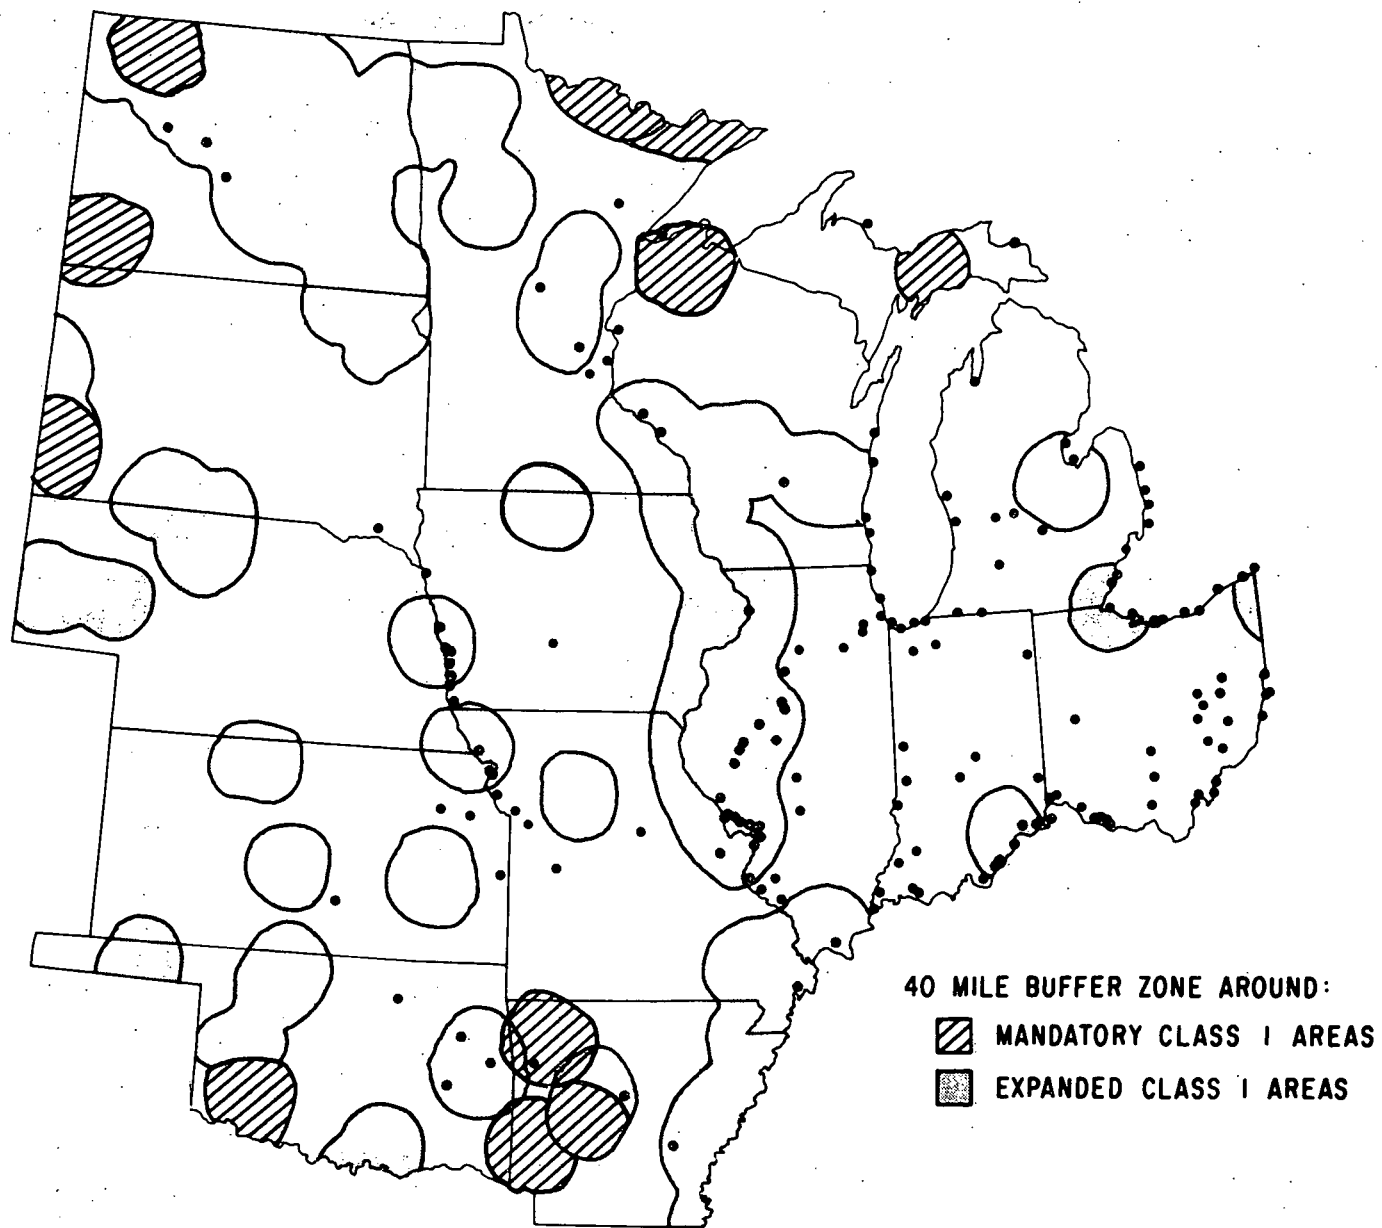 40 MILE BUFFER ZONE AROUND:
MANDATORY CLASS I AREAS
EXPANDED CLASS I AREAS